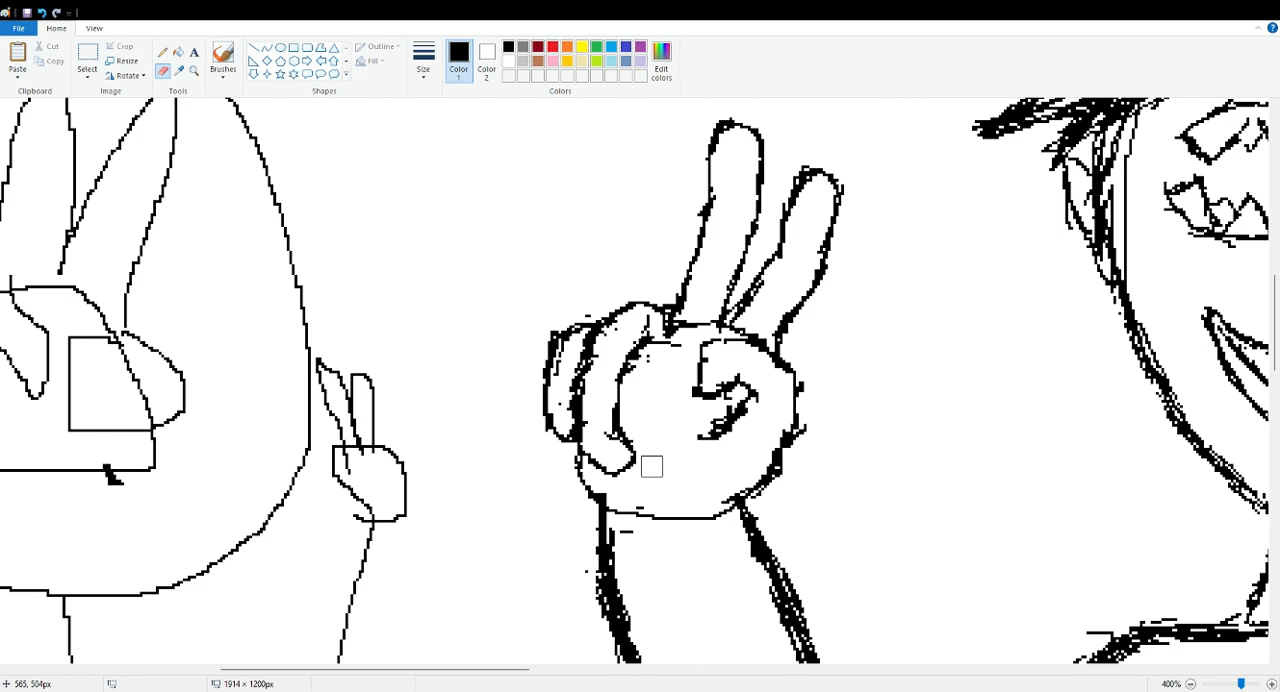 File Home View
Paste
Cut
Copy
Clipboard
Select
Crop
Resize
Rotate
Image
A
Tools
Brushes
Outline
Fill
Shapes
Size
Color 1
Color 2
Edit colors
Colors
565, 504px 1914 × 1200px 400%